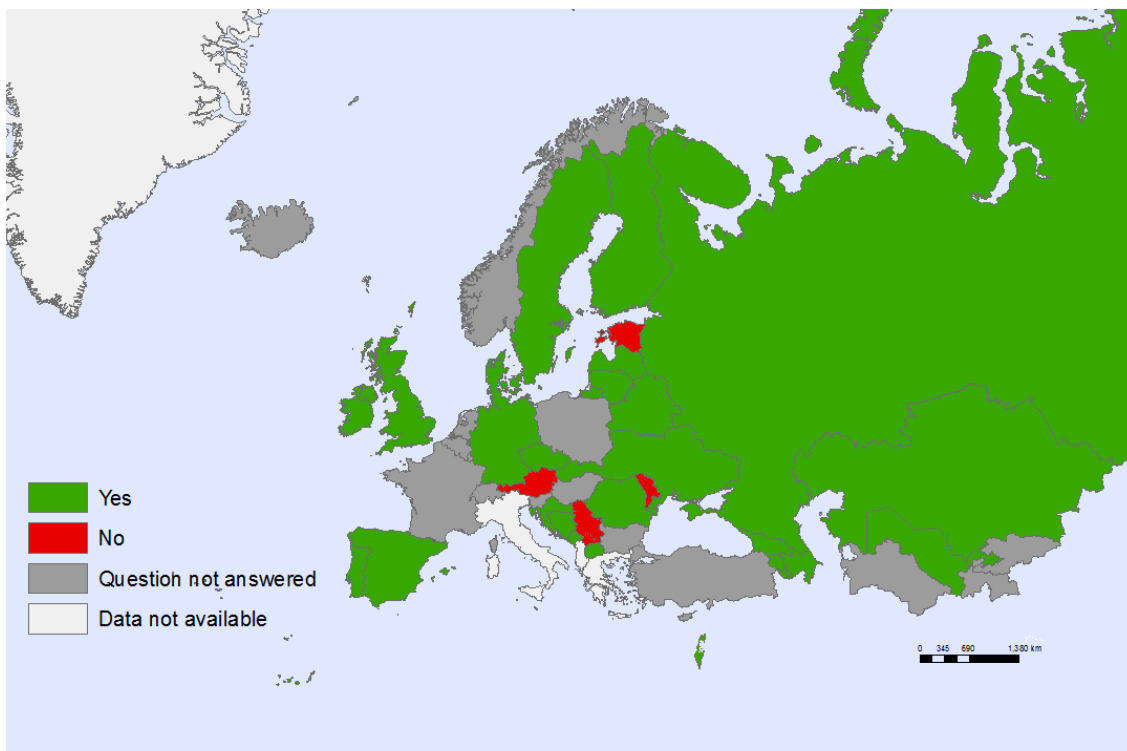 Yes
No
Question not answered
Data not available
0 345 690 1,380 km